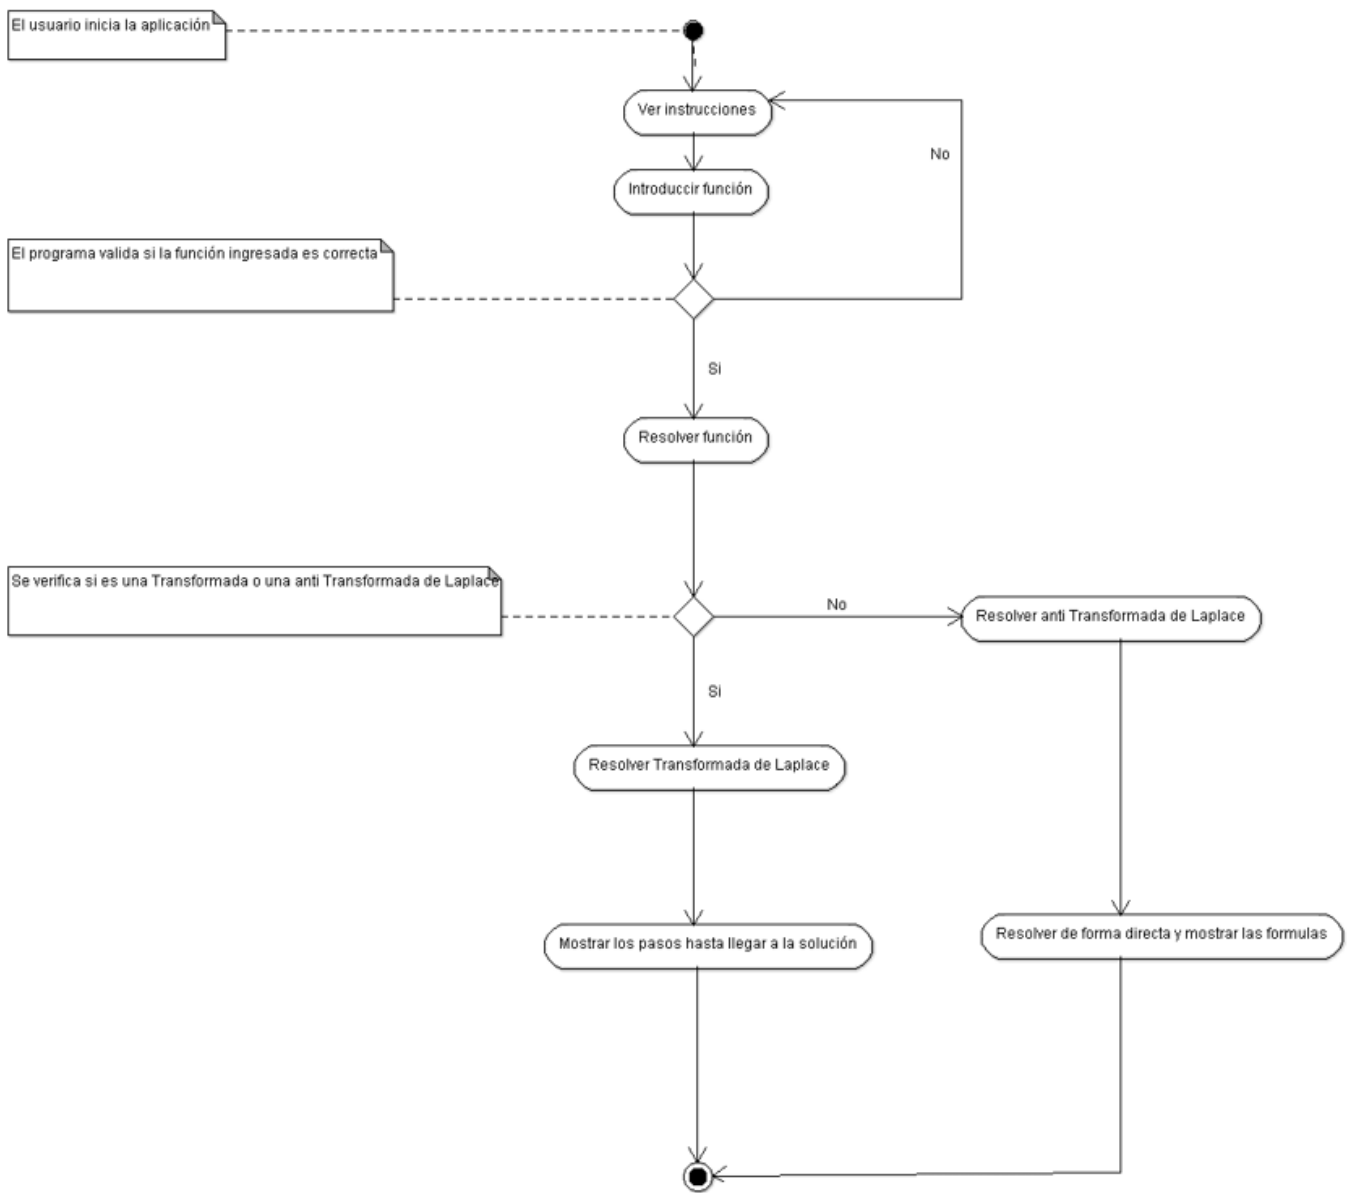 El usuario inicia la aplicación
Ver instrucciones
No
Introduccir función
El programa valida si la función ingresada es correcta
Si
Resolver función
Se verifica si es una Transformada o una anti Transformada de Laplace
No
Resolver anti Transformada de Laplace
Si
Resolver Transformada de Laplace
Mostrar los pasos hasta llegar a la solución
Resolver de forma directa y mostrar las formulas